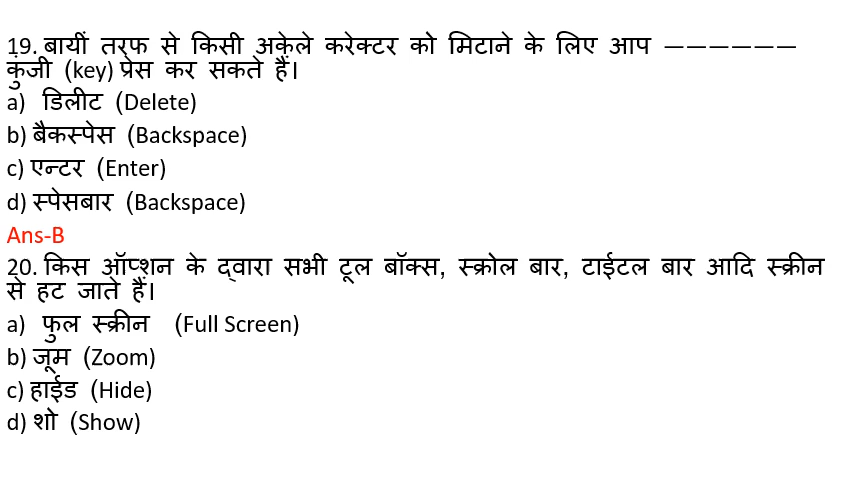 19. बायीं तरफ से किसी अकेले करेक्टर को मिटाने के लिए आप ——————
कुंजी (key) प्रेस कर सकते हैं।
a) डिलीट (Delete)
b) बैकस्पेस (Backspace)
c) एन्टर (Enter)
d) स्पेसबार (Backspace)
Ans-B
20. किस ऑप्शन के द्वारा सभी टूल बॉक्स, स्क्रोल बार, टाईटल बार आदि स्क्रीन
से हट जाते हैं।
a) फुल स्क्रीन (Full Screen)
b) जूम (Zoom)
c) हाईड (Hide)
d) शो (Show)